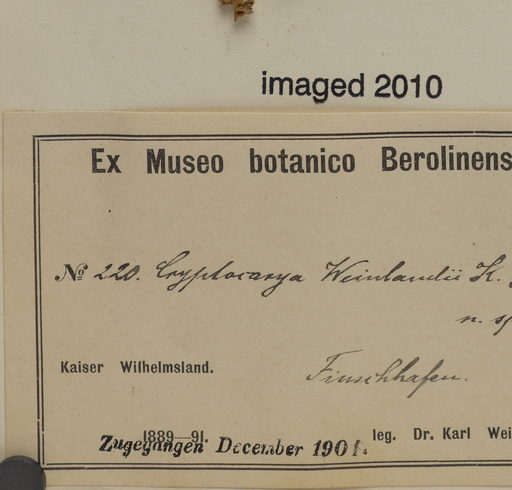 imaged 2010
Ex Museo botanico Berolinens
№ 220. Cryptocarya Weinlandii K.
n. sp
Kaiser Wilhelmsland.
Finschhafen.
1889—91.
leg. Dr. Karl Wei
Zugegangen December 1901.